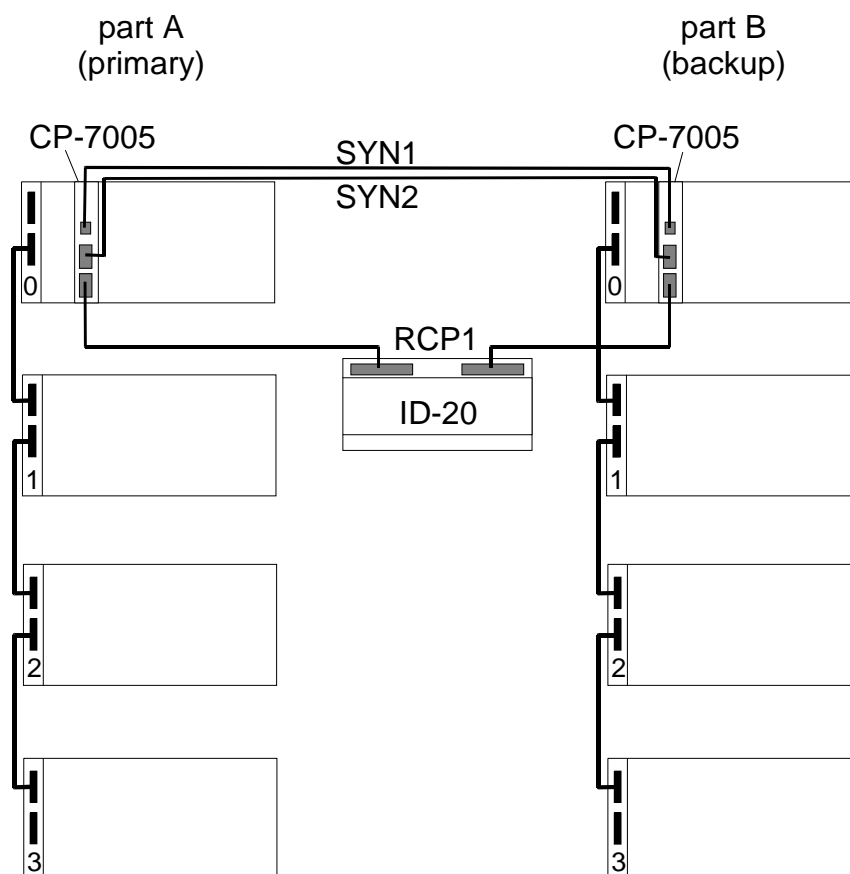 part A
(primary)
part B
(backup)
CP-7005
CP-7005
SYN1
SYN2
0
0
RCP1
ID-20
1
1
2
2
3
3